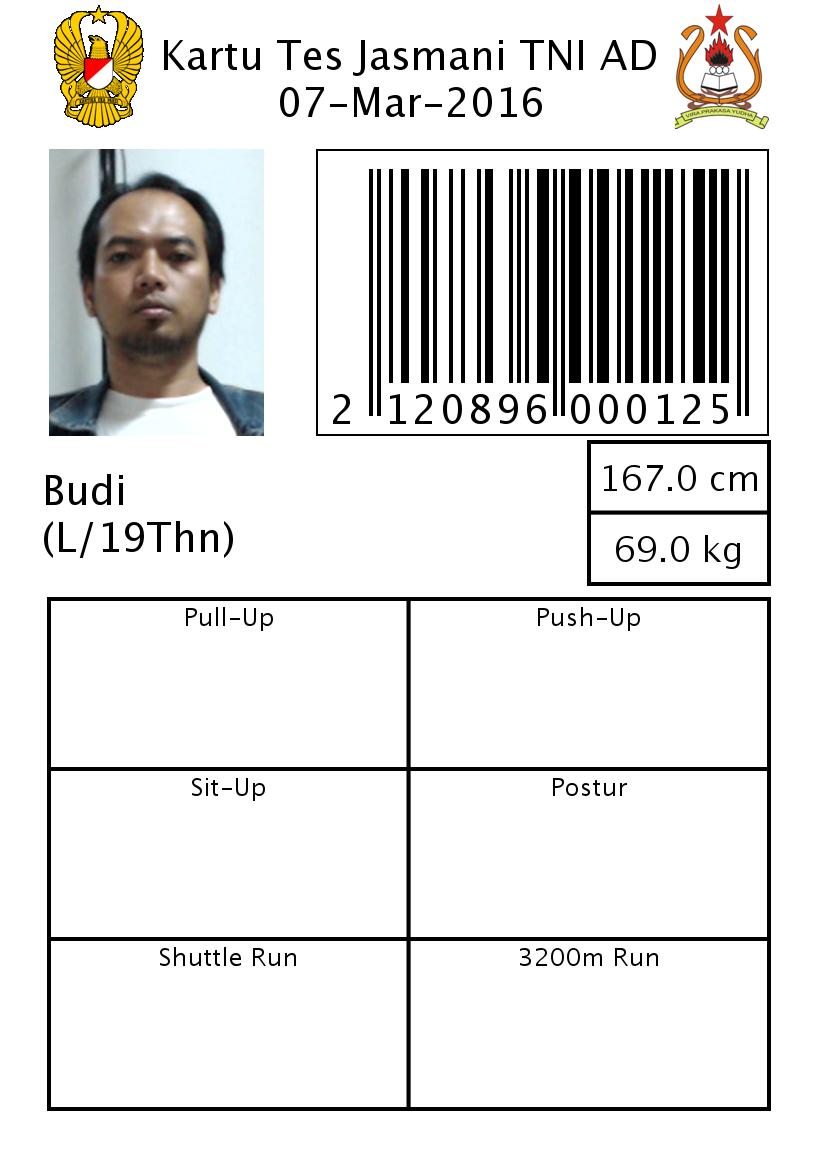 Kartu Tes Jasmani TNI AD
07-Mar-2016
VIRA PRAKASA YUDHA
2 120896 000125
167.0 cm
69.0 kg
Budi
(L/19Thn)
Pull-Up
Push-Up
Sit-Up
Postur
Shuttle Run
3200m Run